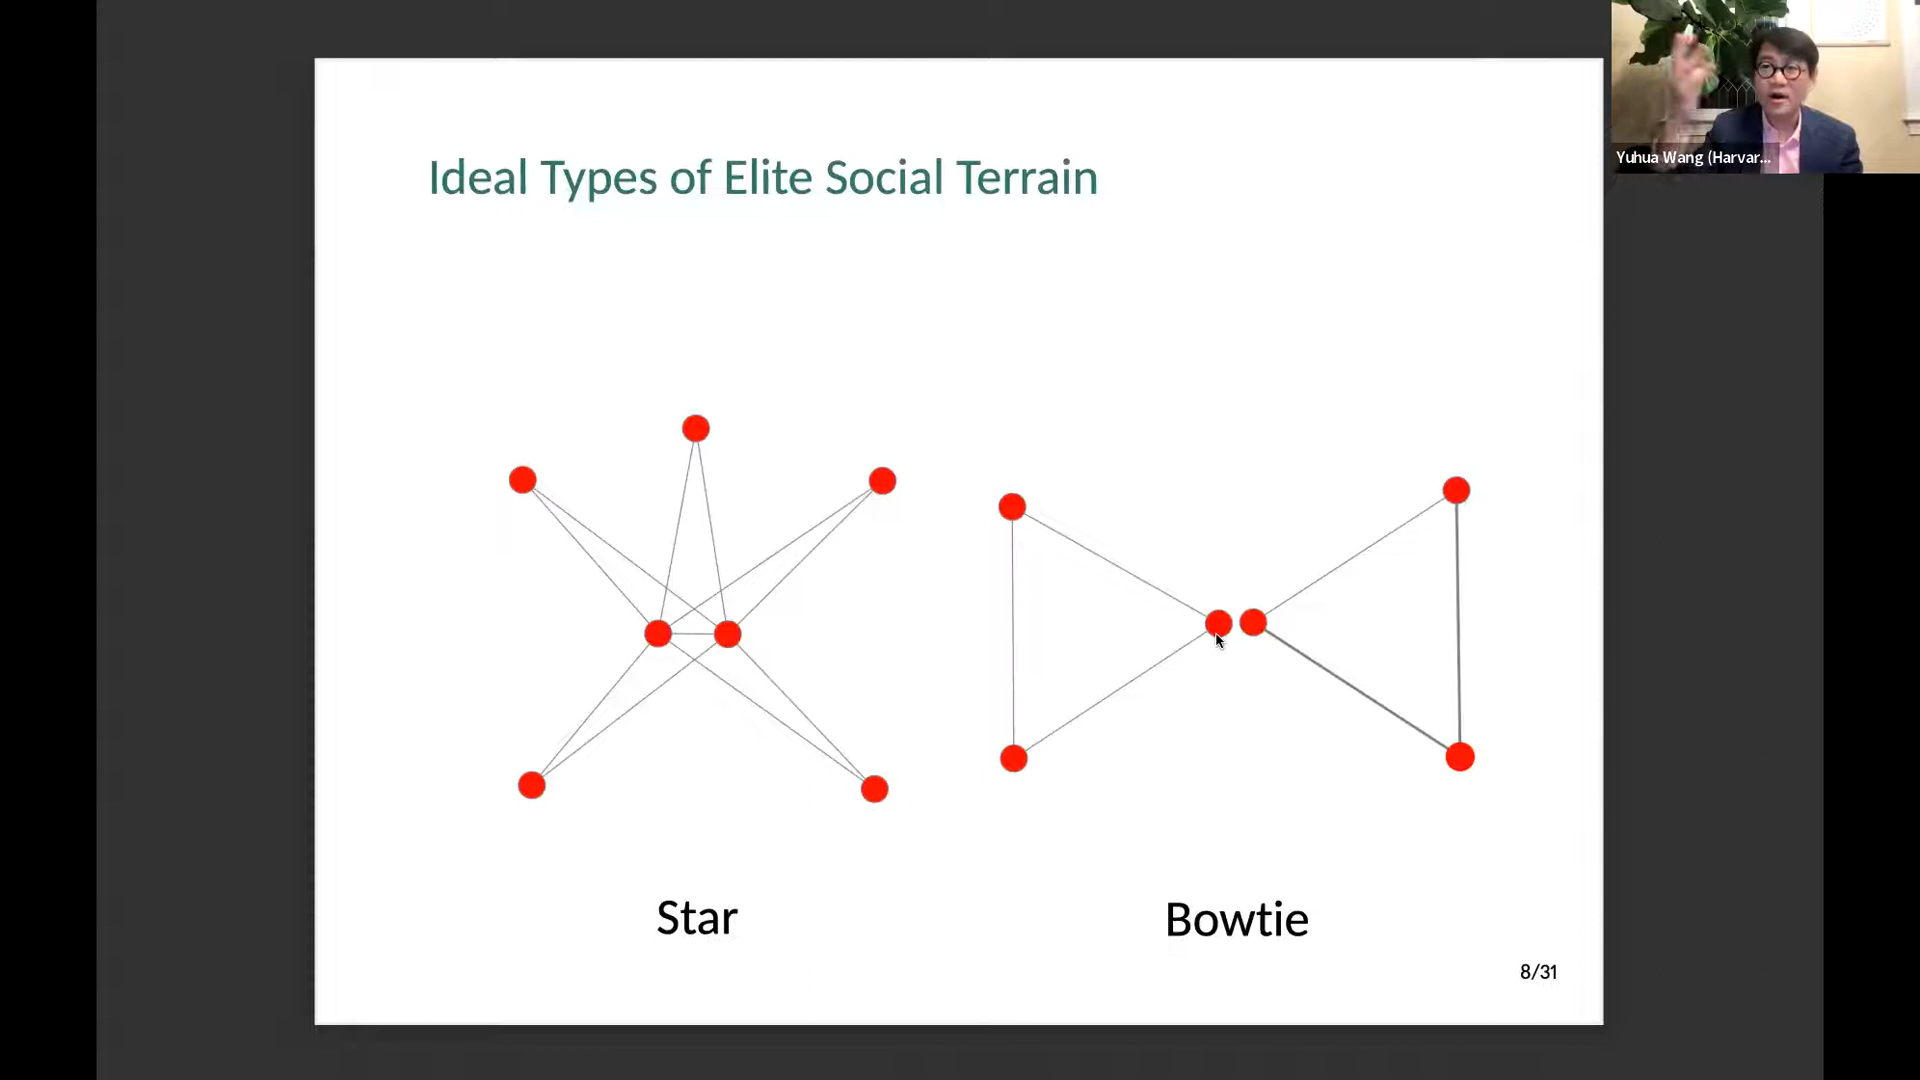 Yuhua Wang (Harvar...
Ideal Types of Elite Social Terrain
Star
Bowtie
8/31